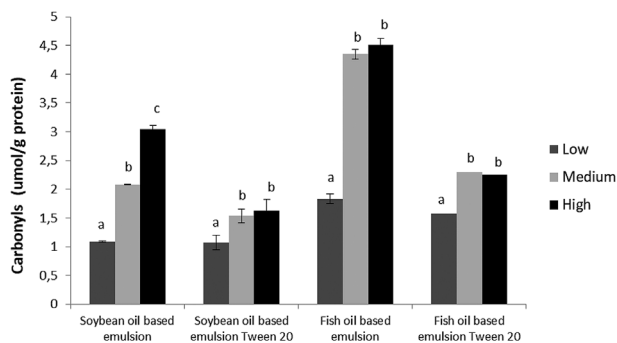 Carbonyls (umol/g protein)
5
4,5
4
3,5
3
2,5
2
1,5
1
0,5
0
a
b
c
a
b
b
a
b
b
a
b
b
Low
Medium
High
Soybean oil based
emulsion
Soybean oil based
emulsion Tween 20
Fish oil based
emulsion
Fish oil based
emulsion Tween 20